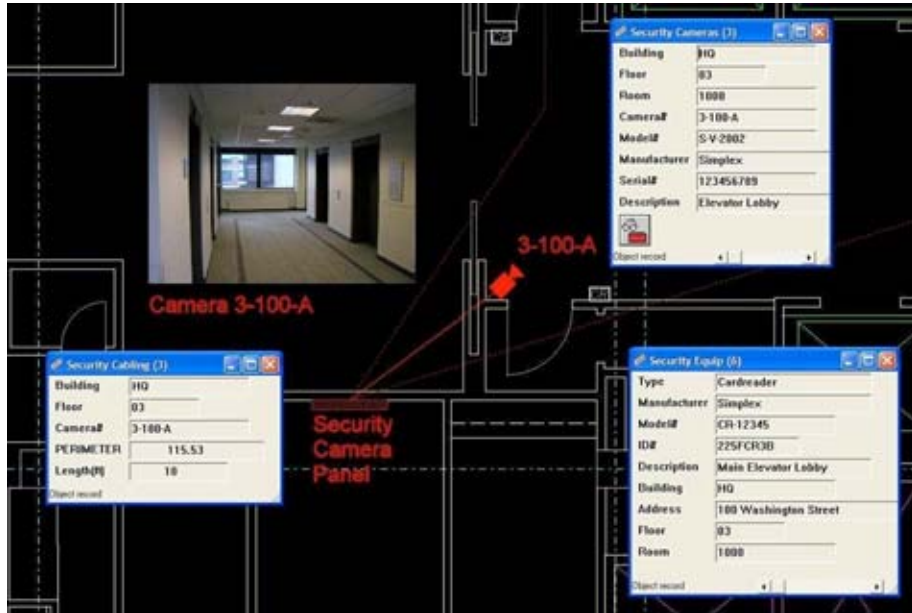 Security Cameras (3)
Building HQ
Floor 03
Room 1000
Camera# 3-100-A
Model# S-V-2002
Manufacturer Simplex
Serial# 123456789
Description Elevator Lobby
Object record
3-100-A
Camera 3-100-A
Security Cabling (3)
Building HQ
Floor 03
Camera# 3-100-A
PERIMETER 115.53
Length(ft) 10
Object record
Security
Camera
Panel
Security Equip (6)
Type Cardreader
Manufacturer Simplex
Model# CR-12345
ID# 225FCR3B
Description Main Elevator Lobby
Building HQ
Address 100 Washington Street
Floor 03
Room 1000
Object record